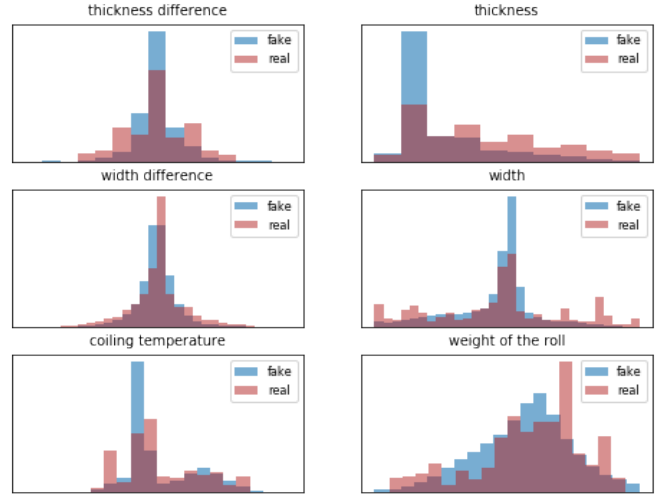 thickness difference
fake
real
thickness
fake
real
width difference
fake
real
width
fake
real
coiling temperature
fake
real
weight of the roll
fake
real